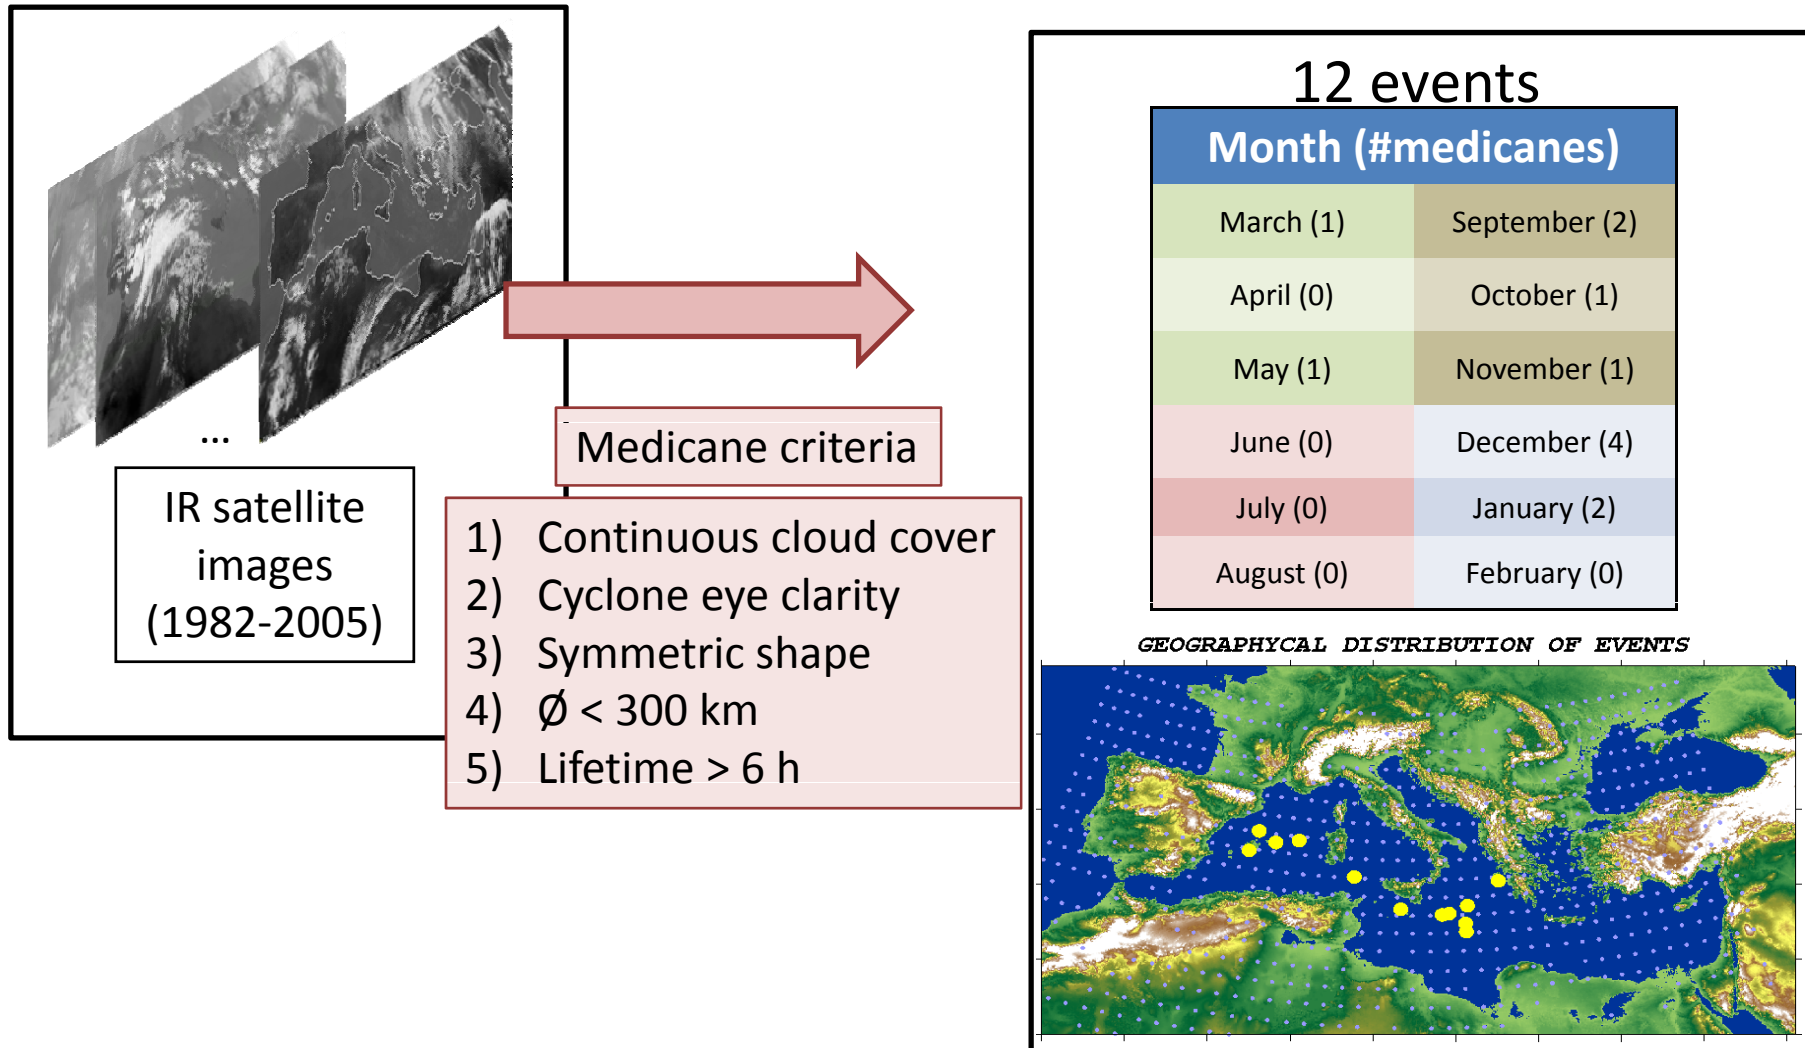 ...
IR satellite
images
(1982-2005)
Medicane criteria
1) Continuous cloud cover
2) Cyclone eye clarity
3) Symmetric shape
4) Ø < 300 km
5) Lifetime > 6 h
12 events
Month (#medicanes)
March (1) September (2)
April (0) October (1)
May (1) November (1)
June (0) December (4)
July (0) January (2)
August (0) February (0)
GEOGRAPHYCAL DISTRIBUTION OF EVENTS